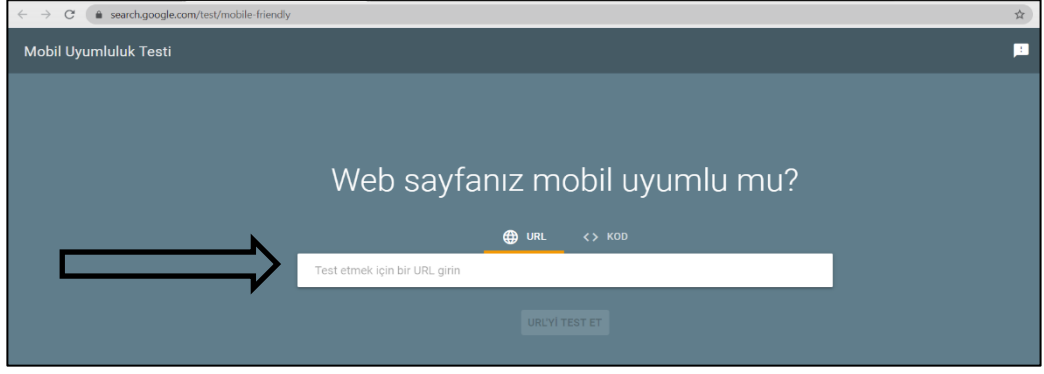 search.google.com/test/mobile-friendly
Mobil Uyumluluk Testi
Web sayfanız mobil uyumlu mu?
URL <> KOD
Test etmek için bir URL girin
URL'Yİ TEST ET